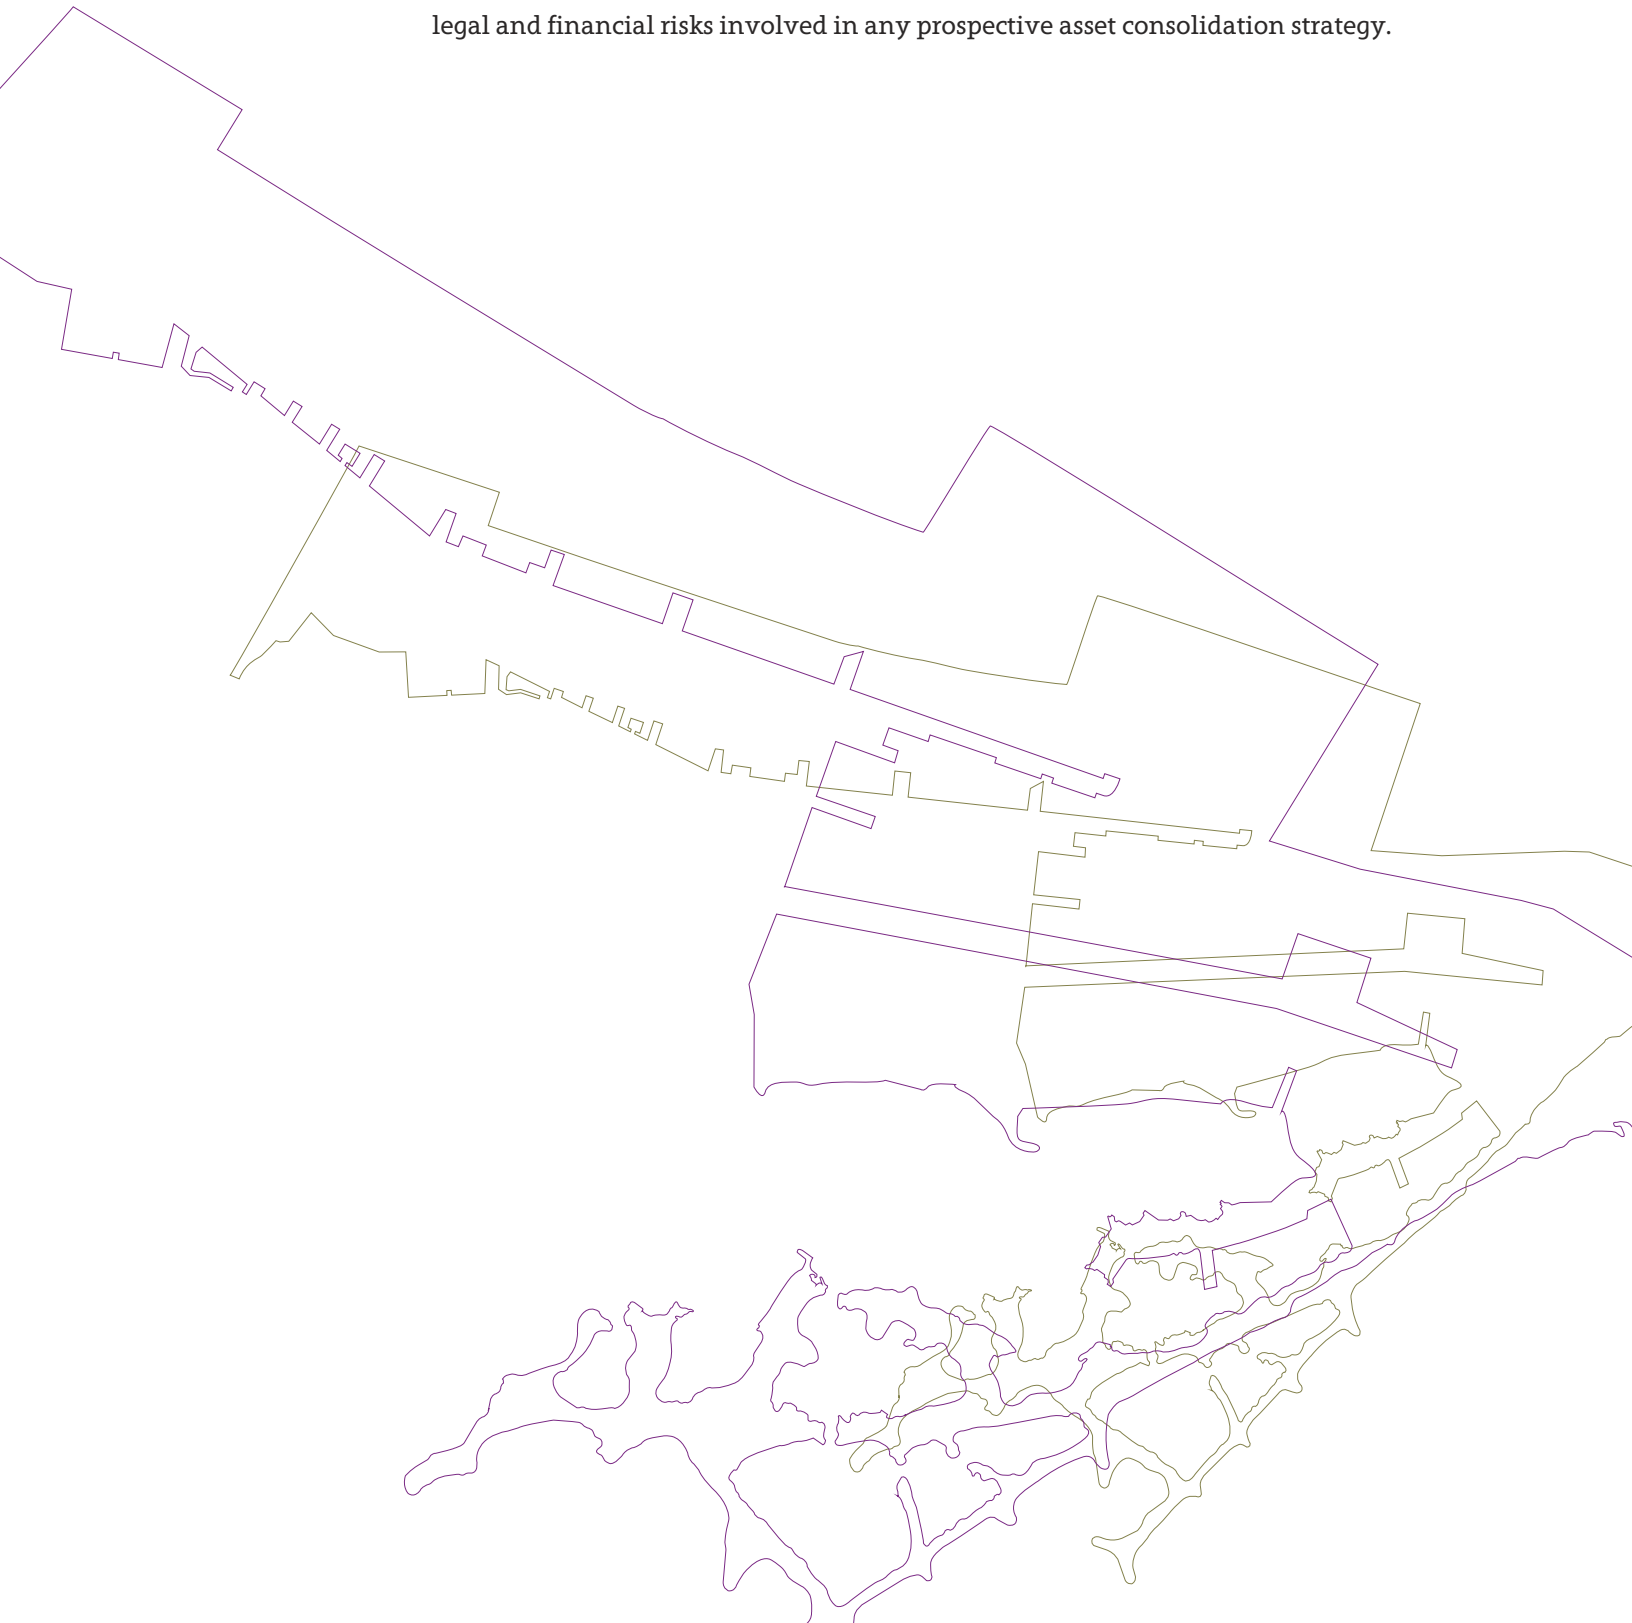 legal and financial risks involved in any prospective asset consolidation strategy.